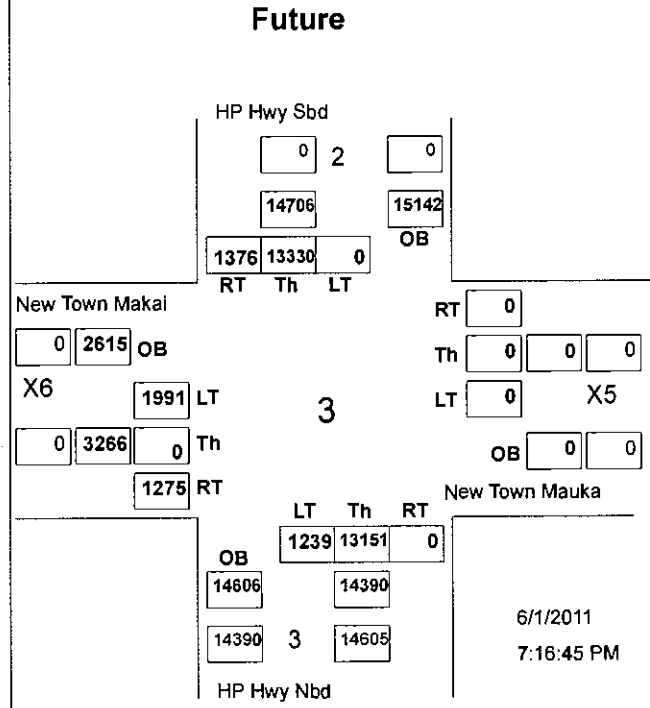 Future
HP Hwy Sbd
0 2 0
14706 15142
OB
1376 13330 0
RT Th LT
New Town Makai
0 2615 OB
X6
1991 LT
0 3266 0 Th
1275 RT
3
RT 0
Th 0 0 0
LT 0 X5
OB 0 0
New Town Mauka
LT Th RT
1239 13151 0
OB
14606 14390
14390 3 14605
HP Hwy Nbd
6/1/2011
7:16:45 PM